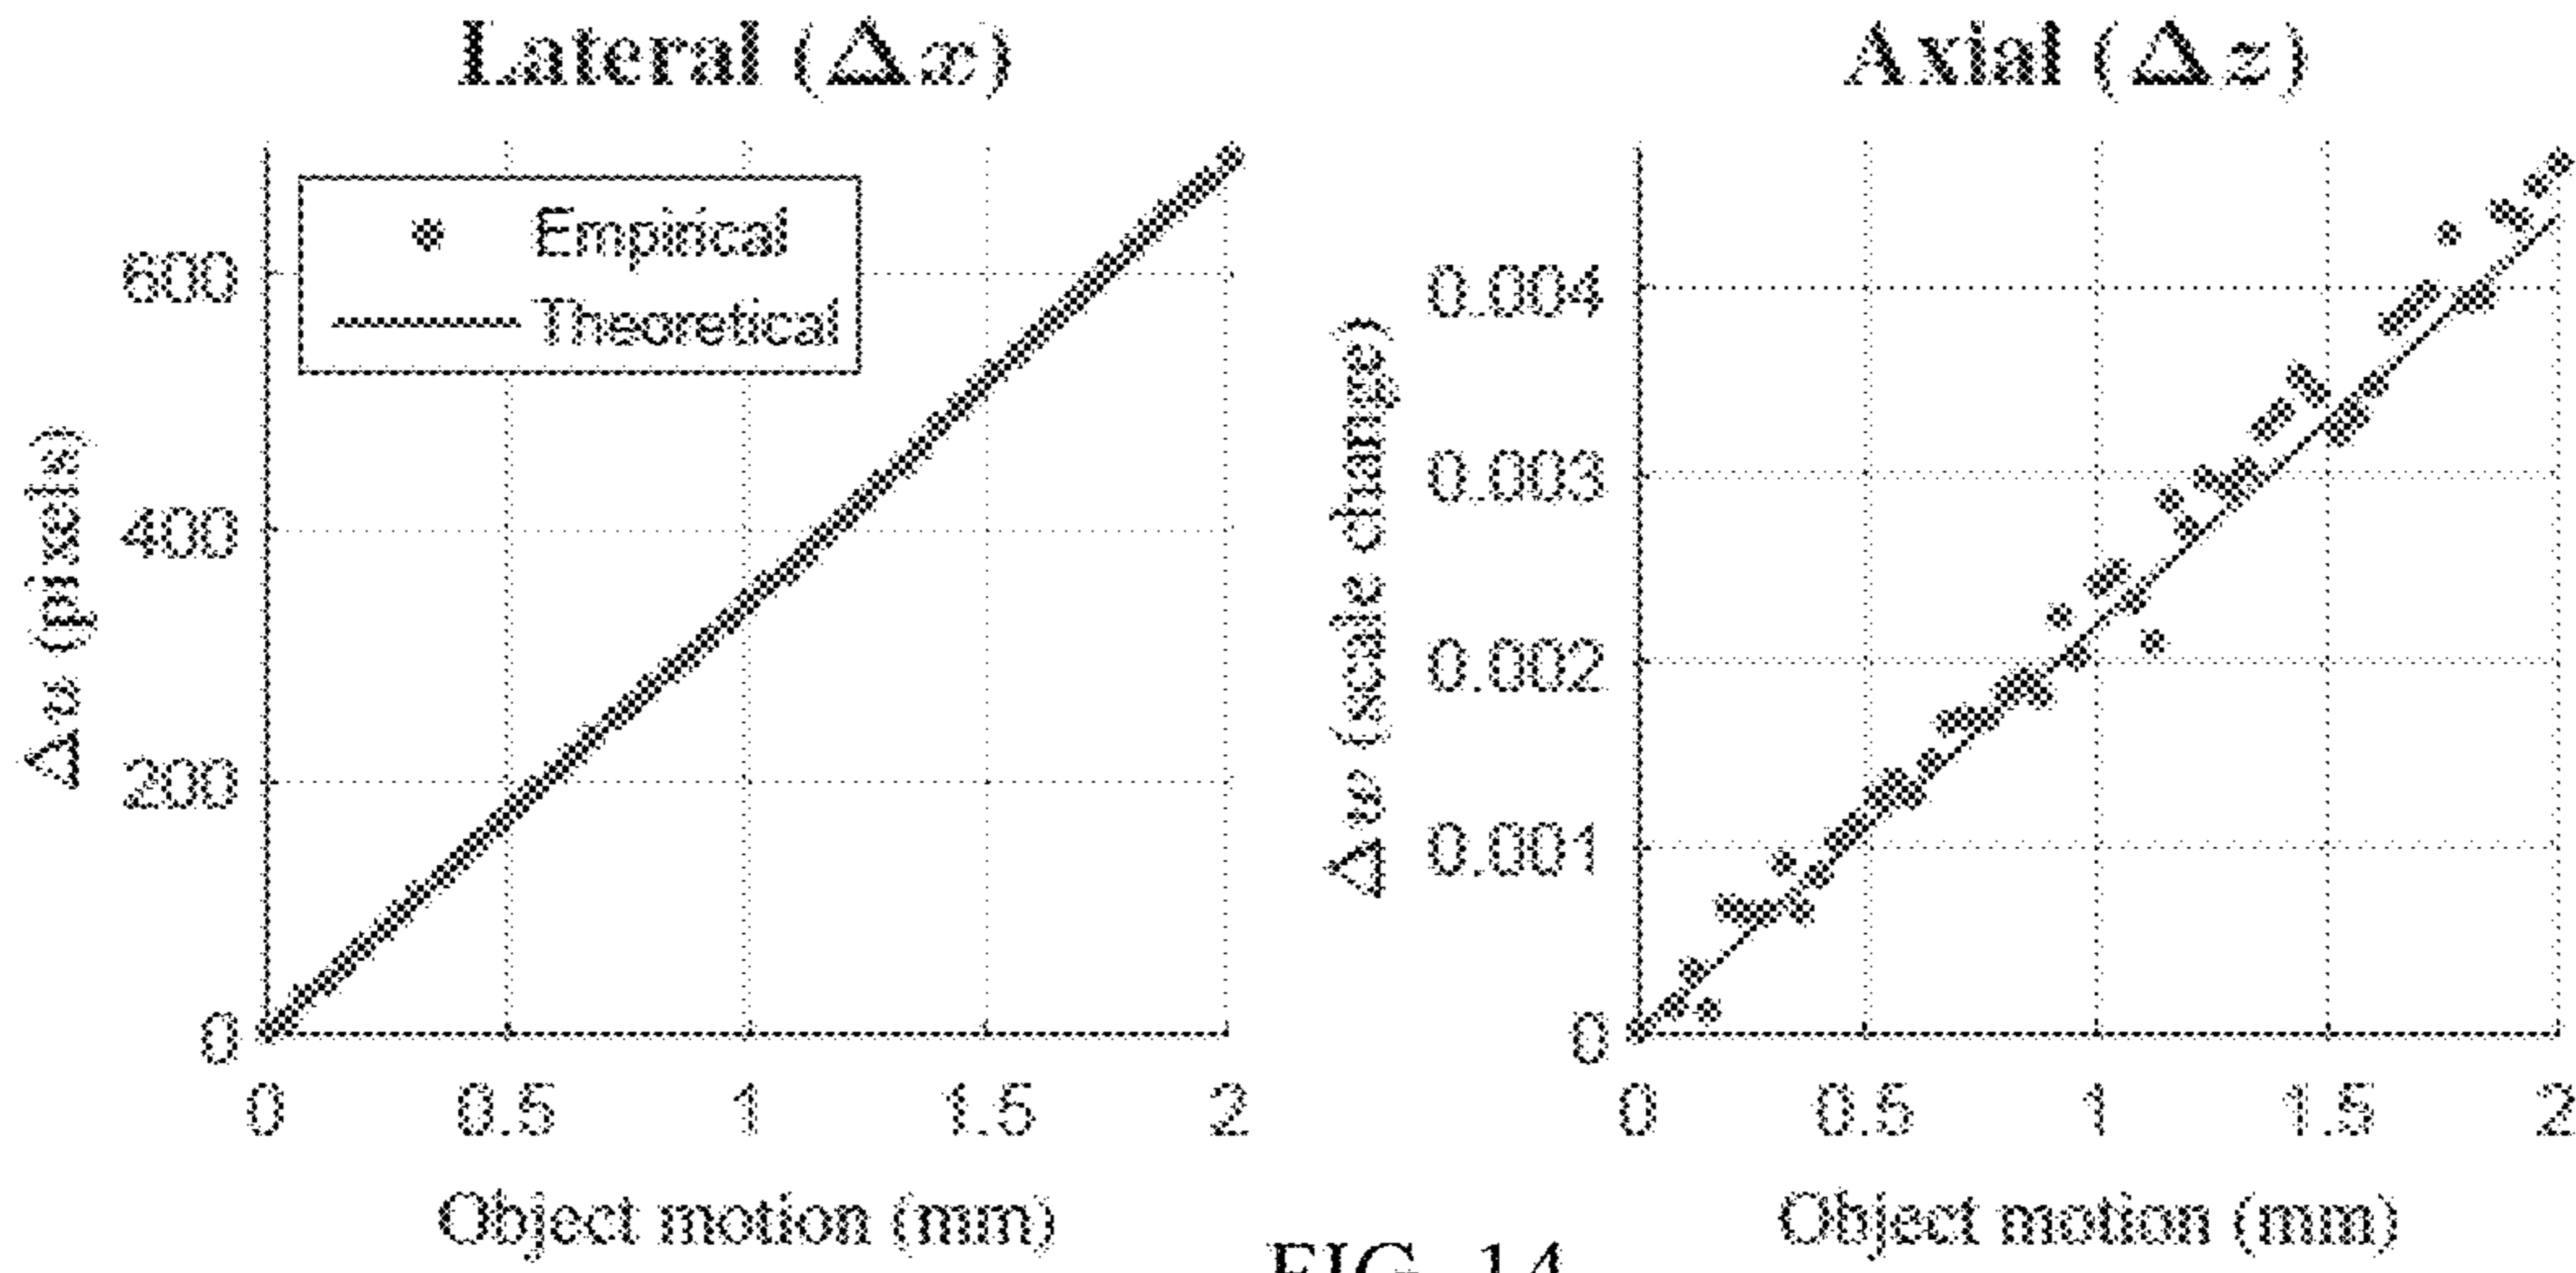 Lateral (Δx)
Empirical
Theoretical
600
400
200
0
Δu (pixels)
0 0.5 1 1.5 2
Object motion (mm)
Axial (Δz)
0.004
0.003
0.002
0.001
0
Δw (scale change)
0 0.5 1 1.5 2
Object motion (mm)
FIG. 14